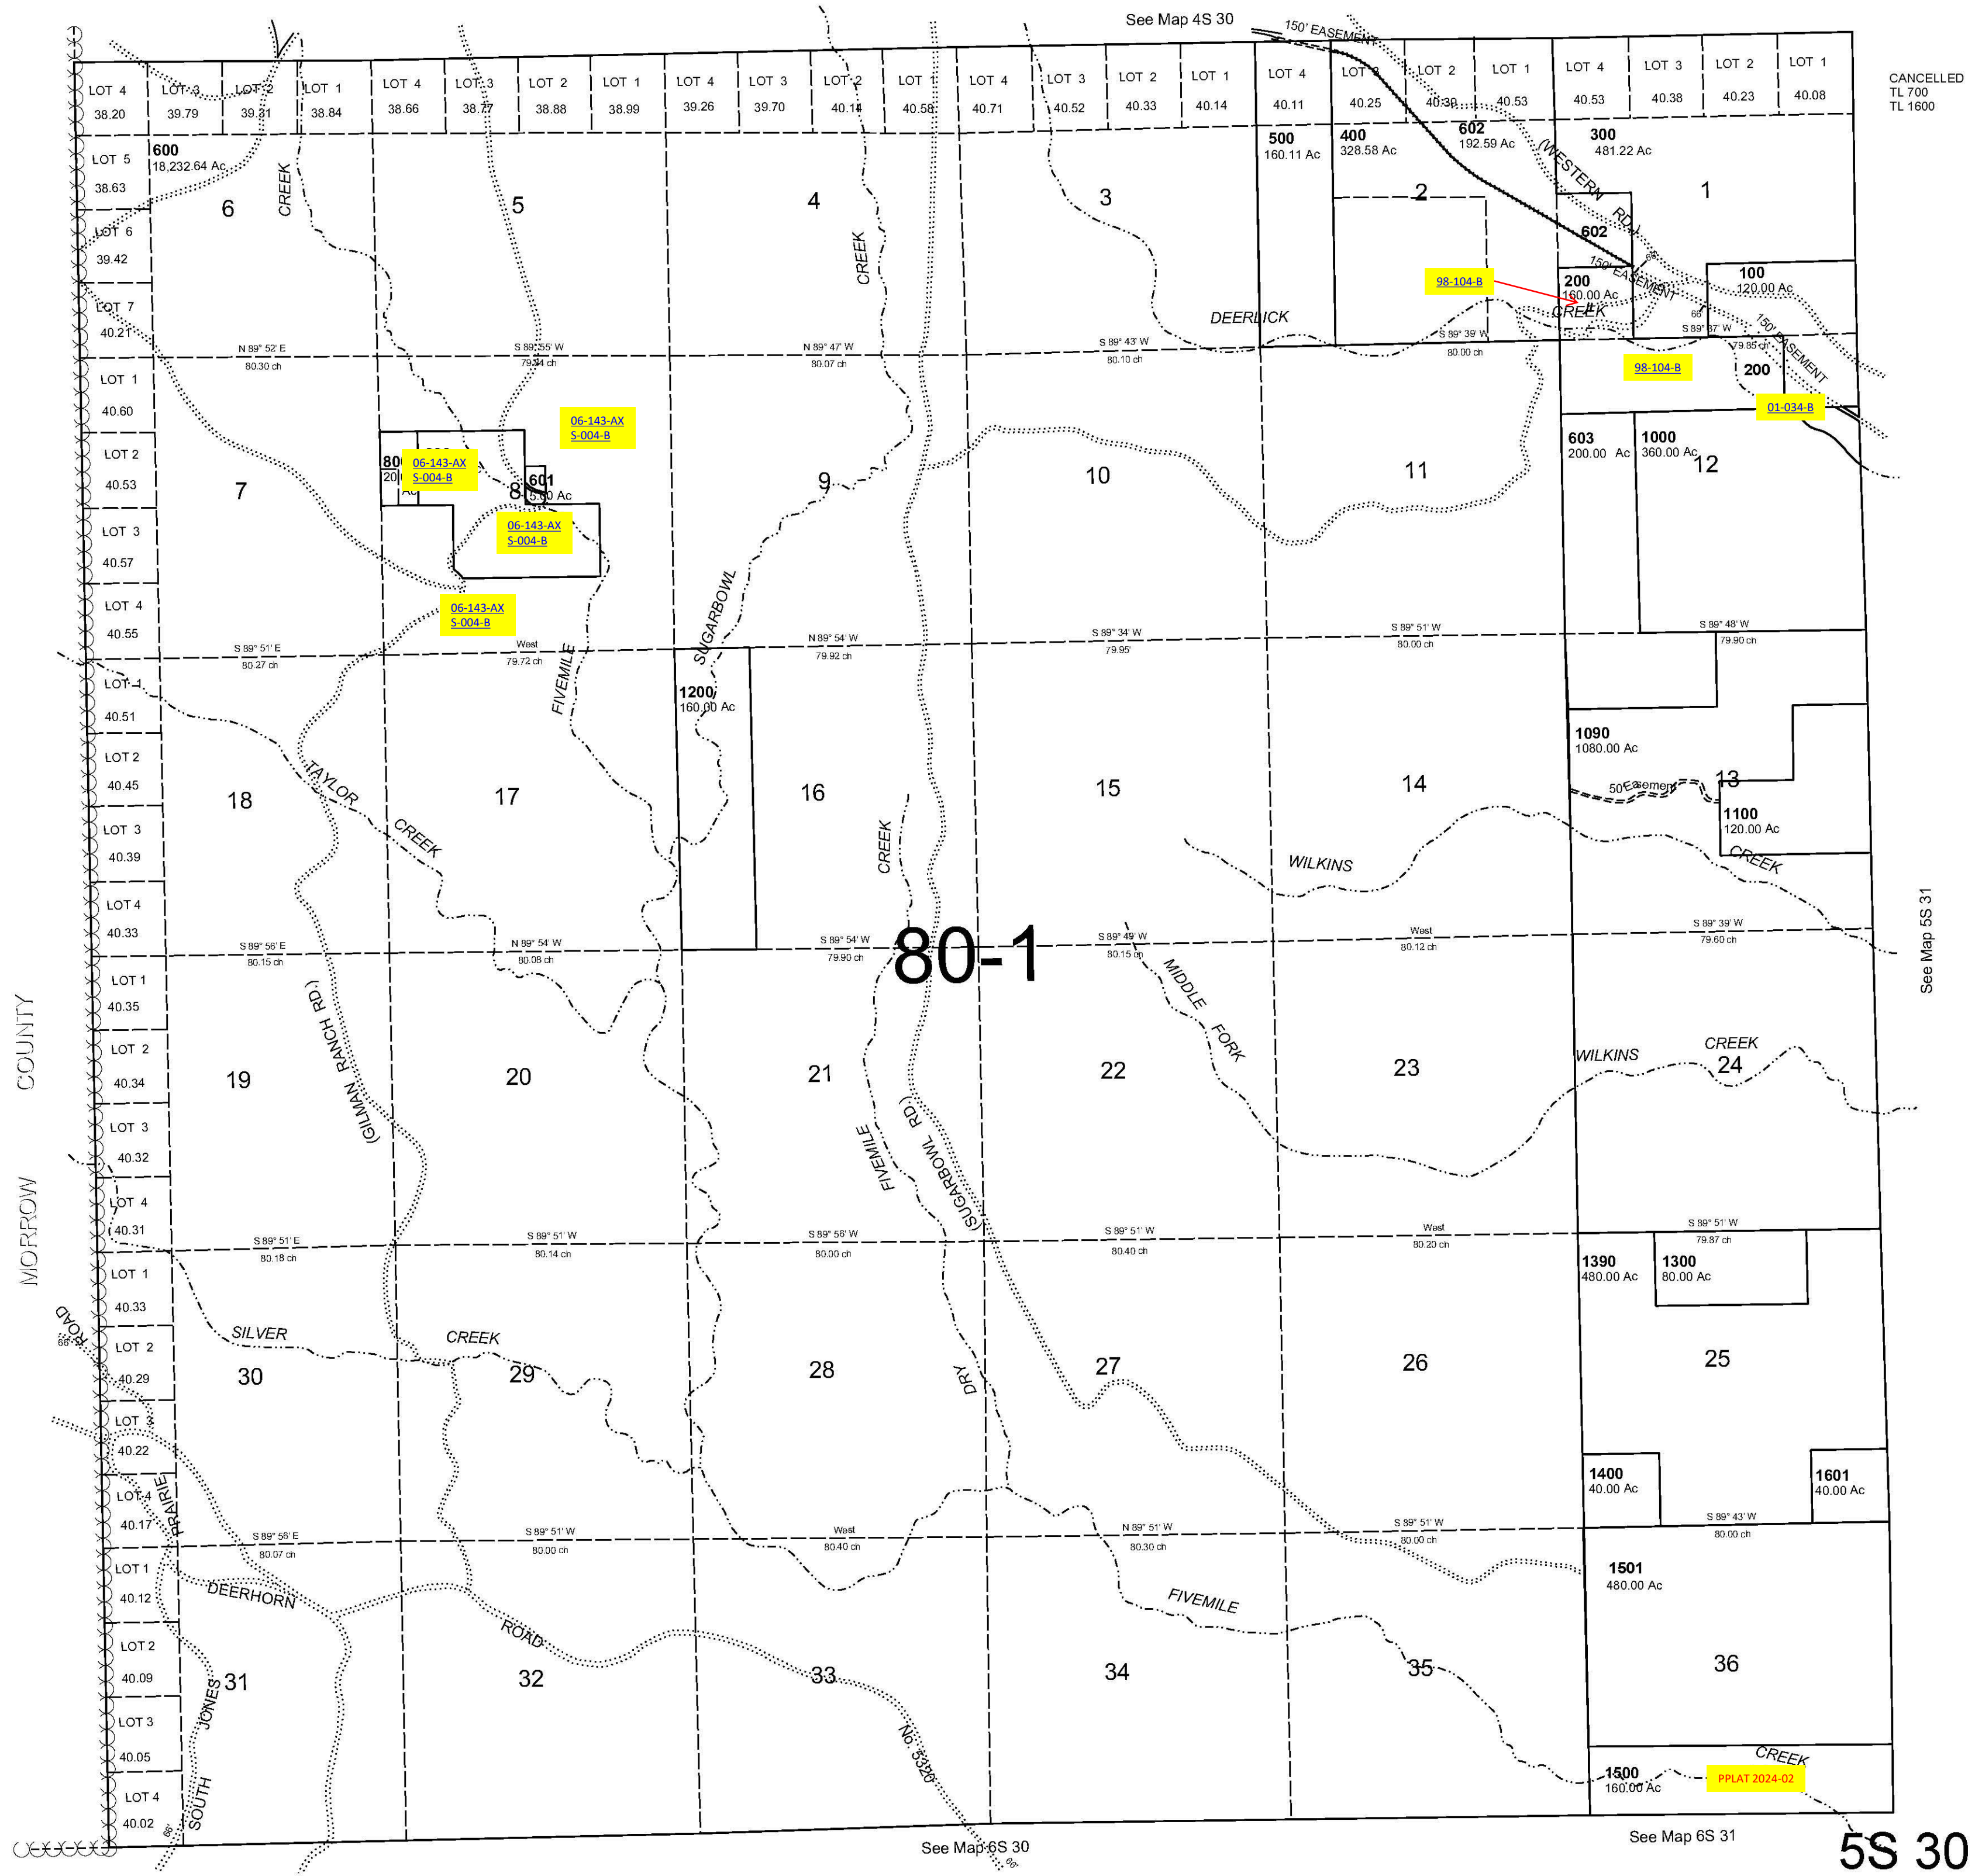 See Map 4S 30
150' EASEMENT
CANCELLED
TL 700
TL 1600
LOT 4
38.20
LOT 3
39.79
LOT 2
39.31
LOT 1
38.84
LOT 4
38.66
LOT 3
38.77
LOT 2
38.88
LOT 1
38.99
LOT 4
39.26
LOT 3
39.70
LOT 2
40.14
LOT 1
40.58
LOT 4
40.71
LOT 3
40.52
LOT 2
40.33
LOT 1
40.14
LOT 4
40.11
LOT 3
40.25
LOT 2
40.39
LOT 1
40.53
LOT 4
40.53
LOT 3
40.38
LOT 2
40.23
LOT 1
40.08
LOT 5
38.63
LOT 6
39.42
LOT 7
40.21
600
18,232.64 Ac
6
CREEK
5
4
CREEK
3
500
160.11 Ac
400
328.58 Ac
2
602
192.59 Ac
300
481.22 Ac
(WESTERN RD.)
1
602
150' EASEMENT
66'
98-104-B
200
160.00 Ac
100
120.00 Ac
DEERLICK
CREEK
66'
150' EASEMENT
N 89° 52' E
80.30 ch
S 89° 55' W
79.94 ch
N 89° 47' W
80.07 ch
S 89° 43' W
80.10 ch
S 89° 39' W
80.00 ch
S 89° 37' W
79.85 ch
98-104-B
200
01-034-B
LOT 1
40.60
LOT 2
40.53
LOT 3
40.57
LOT 4
40.55
7
06-143-AX
S-004-B
06-143-AX
S-004-B
8
601
5.00 Ac
06-143-AX
S-004-B
06-143-AX
S-004-B
9
SUGARBOWL
10
11
603
200.00 Ac
1000
360.00 Ac
12
S 89° 51' E
80.27 ch
West
79.72 ch
N 89° 54' W
79.92 ch
S 89° 34' W
79.95'
S 89° 51' W
80.00 ch
S 89° 48' W
79.90 ch
LOT 1
40.51
LOT 2
40.45
LOT 3
40.39
LOT 4
40.33
18
TAYLOR
CREEK
17
FIVEMILE
1200
160.00 Ac
16
CREEK
15
14
WILKINS
CREEK
1090
1080.00 Ac
50' Easement
13
1100
120.00 Ac
See Map 5S 31
S 89° 56' E
80.15 ch
N 89° 54' W
80.08 ch
S 89° 54' W
79.90 ch
80-1
S 89° 49' W
80.15 ch
West
80.12 ch
S 89° 39' W
79.60 ch
LOT 1
40.35
LOT 2
40.34
LOT 3
40.32
LOT 4
40.31
MORROW COUNTY
19
(GILMAN RANCH RD.)
20
21
FIVEMILE
(SUGARBOWL RD.)
22
MIDDLE FORK
23
WILKINS
CREEK
24
S 89° 51' E
80.18 ch
S 89° 51' W
80.14 ch
S 89° 56' W
80.00 ch
S 89° 51' W
80.40 ch
West
80.20 ch
S 89° 51' W
79.87 ch
LOT 1
40.33
LOT 2
40.29
LOT 3
40.22
LOT 4
40.17
ROAD
66'
PRAIRIE
SILVER
CREEK
30
29
28
DRY
27
26
1390
480.00 Ac
1300
80.00 Ac
25
1400
40.00 Ac
1601
40.00 Ac
S 89° 56' E
80.07 ch
S 89° 51' W
80.00 ch
West
80.40 ch
N 89° 51' W
80.30 ch
S 89° 51' W
80.00 ch
S 89° 43' W
80.00 ch
LOT 1
40.12
LOT 2
40.09
LOT 3
40.05
LOT 4
40.02
DEERHORN
ROAD
No. 5320
SOUTH JONES
66'
31
32
33
34
FIVEMILE
35
1501
480.00 Ac
36
CREEK
1500
160.00 Ac
PPLAT 2024-02
See Map 6S 30
66'
See Map 6S 31
5S 30